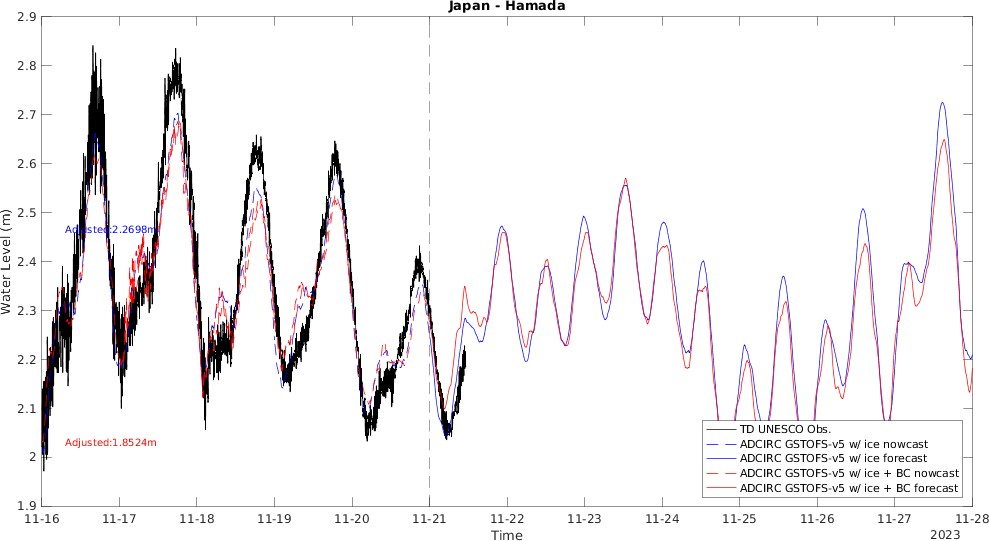 Japan - Hamada
2.9
2.8
2.7
2.6
2.5
2.4
2.3
2.2
2.1
2
1.9
Water Level (m)
Adjusted:2.2698m
Adjusted:1.8524m
TD UNESCO Obs.
ADCIRC GSTOFS-v5 w/ ice nowcast
ADCIRC GSTOFS-v5 w/ ice forecast
ADCIRC GSTOFS-v5 w/ ice + BC nowcast
ADCIRC GSTOFS-v5 w/ ice + BC forecast
11-16 11-17 11-18 11-19 11-20 11-21 11-22 11-23 11-24 11-25 11-26 11-27 11-28
Time
2023